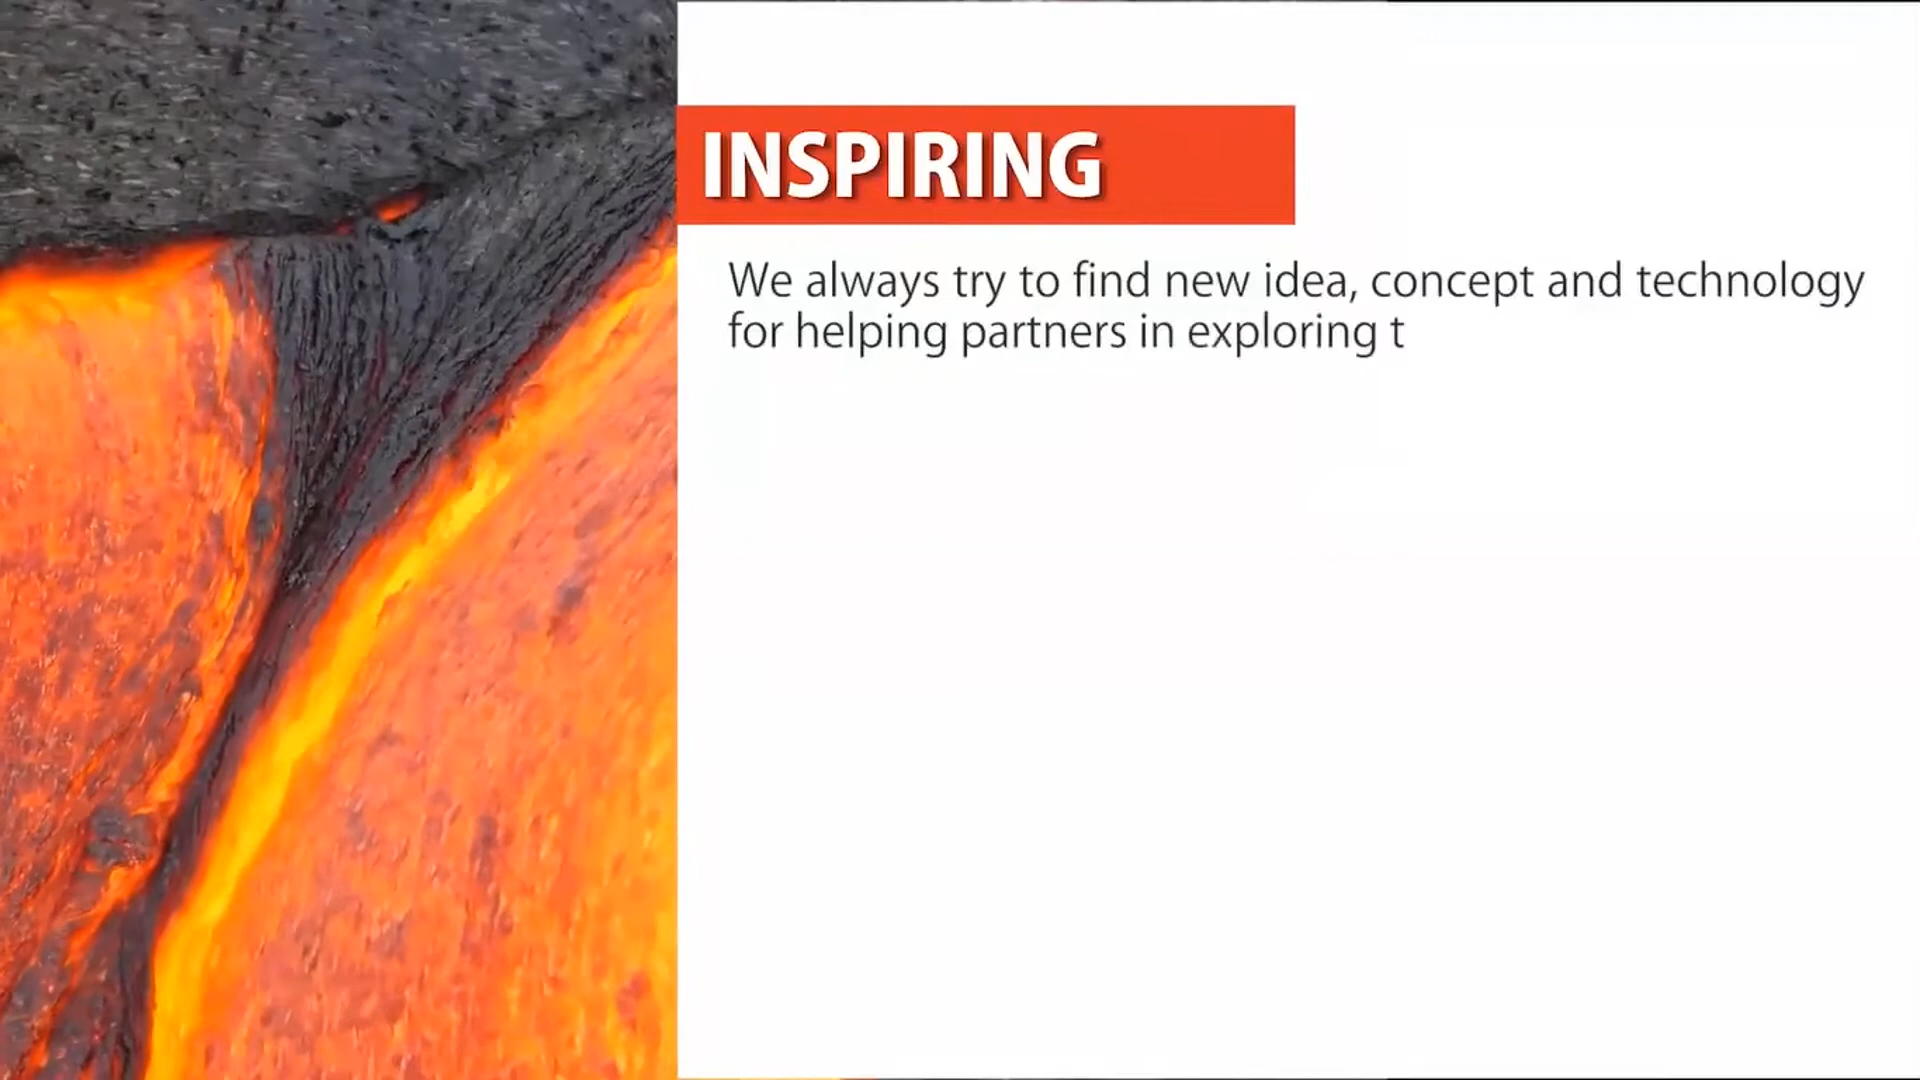 INSPIRING
We always try to find new idea, concept and technology
for helping partners in exploring t